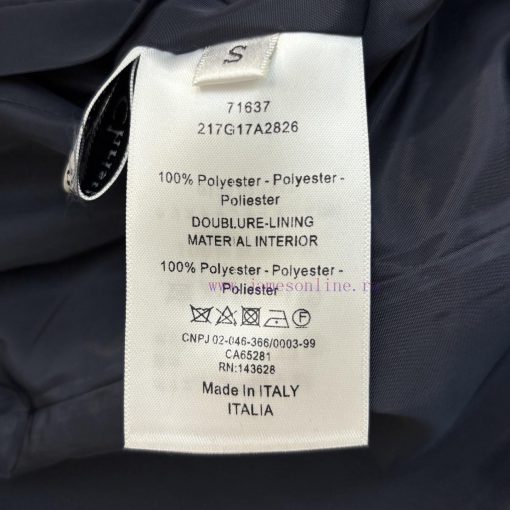 S
71637
217G17A2826
100% Polyester - Polyester -
Poliester
DOUBLURE-LINING
MATERIAL INTERIOR
100% Polyester - Polyester -
Poliester
CNPJ 02-046-366/0003-99
CA65281
RN:143628
Made In ITALY
ITALIA